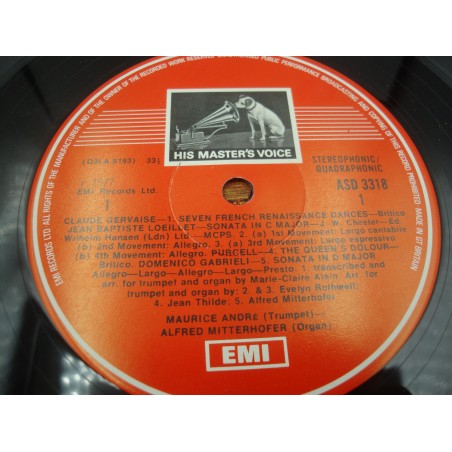 EMI RECORDS LTD. ALL RIGHTS OF THE MANUFACTURER AND OF THE OWNER OF THE RECORDED WORK RESERVED. PUBLIC PERFORMANCE BROADCASTING AND COPYING OF THIS RECORD PROHIBITED MADE IN GT BRITAIN
HIS MASTER'S VOICE
STEREOPHONIC/
QUADRAPHONIC
ASD 3318
1
EMI Records Ltd.
CLAUDE GERVAISE—1. SEVEN FRENCH RENAISSANCE DANCES—Britico
JEAN BAPTISTE LOEILLET— SONATA IN C MAJOR—2. W. Chester—Ed
Wilhelm Hansen (Ldn) Ltd — MCPS. 2. (a) 1st Movement: Largo cantabile
(b) 2nd Movement: Allegro. 3. (a) 3rd Movement: Largo espressivo
(b) 4th Movement: Allegro. PURCELL— 4. THE QUEEN'S DOLOUR—
Britico. DOMENICO GABRIELI— 5. SONATA IN D MAJOR
Allegro—Largo—Allegro—Largo—Presto. 1. transcribed and
arr. for trumpet and organ by Marie-Claire Alain. Arr. for
trumpet and organ by: 2. & 3. Evelyn Rothwell;
4. Jean Thilde; 5. Alfred Mitterhofer
MAURICE ANDRÉ (Trumpet)—
ALFRED MITTERHOFER (Organ)
EMI